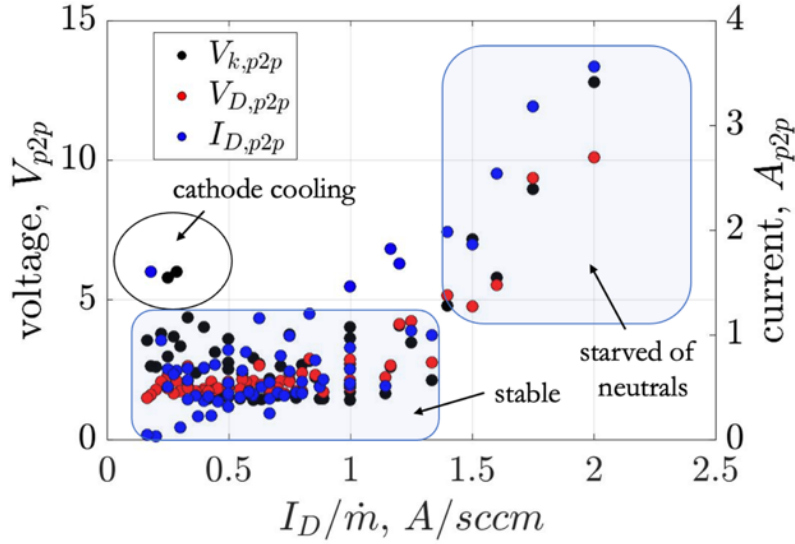 15
10
5
0
voltage, V_{p2p}
V_{k,p2p}
V_{D,p2p}
I_{D,p2p}
cathode cooling
stable
starved of
neutrals
4
3
2
1
0
current, A_{p2p}
0 0.5 1 1.5 2 2.5
I_D/ṁ, A/sccm